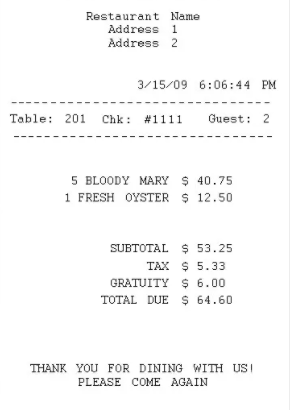 Restaurant Name
Address 1
Address 2
3/15/09 6:06:44 PM
--------------------------------
Table: 201 Chk: #1111 Guest: 2
--------------------------------
5 BLOODY MARY $ 40.75
1 FRESH OYSTER $ 12.50
SUBTOTAL $ 53.25
TAX $ 5.33
GRATUITY $ 6.00
TOTAL DUE $ 64.60
THANK YOU FOR DINING WITH US!
PLEASE COME AGAIN